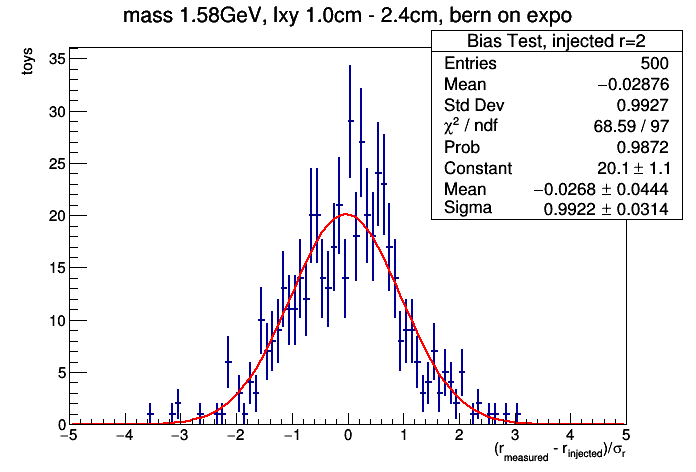 mass 1.58GeV, lxy 1.0cm - 2.4cm, bern on expo
Bias Test, injected r=2
Entries 500
Mean −0.02876
Std Dev 0.9927
χ² / ndf 68.59 / 97
Prob 0.9872
Constant 20.1 ± 1.1
Mean −0.0268 ± 0.0444
Sigma 0.9922 ± 0.0314
toys
35
30
25
20
15
10
5
0
−5 −4 −3 −2 −1 0 1 2 3 4 5
(r_measured - r_injected)/σ_r